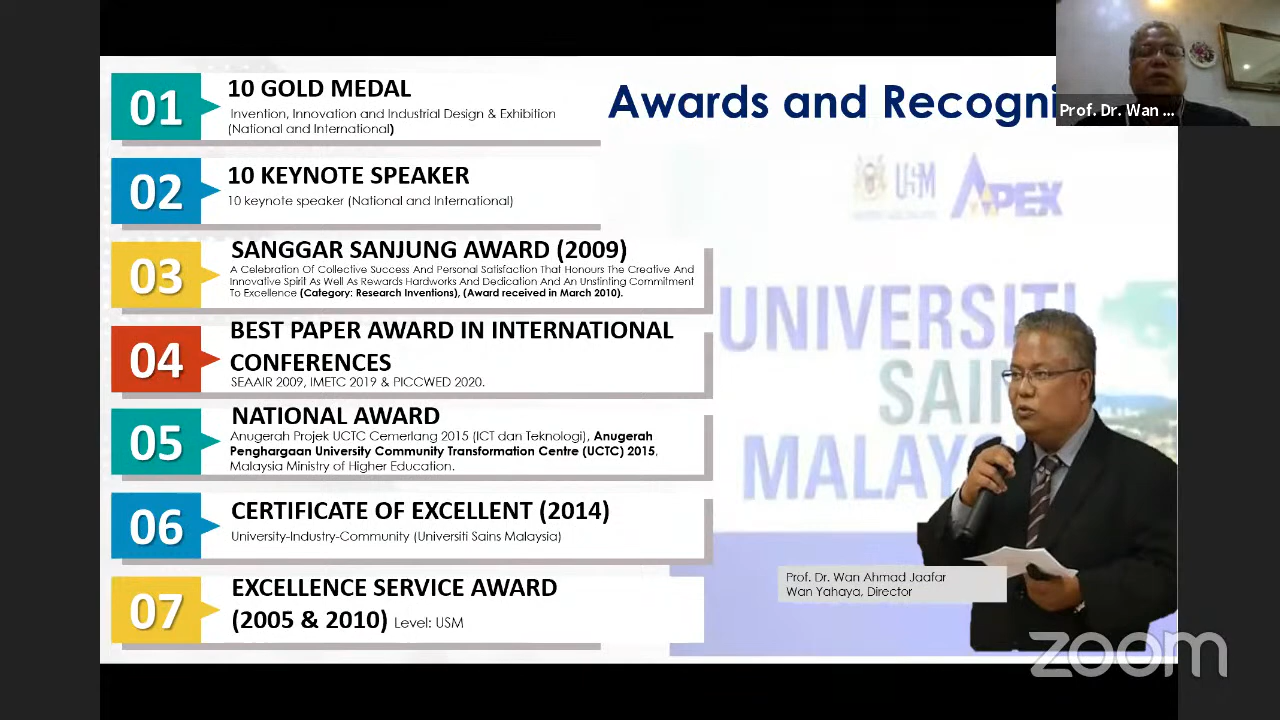 01
10 GOLD MEDAL
Invention, Innovation and Industrial Design & Exhibition
(National and International)
Awards and Recogni
Prof. Dr. Wan ...
02
10 KEYNOTE SPEAKER
10 keynote speaker (National and International)
USM
APEX
03
SANGGAR SANJUNG AWARD (2009)
A Celebration Of Collective Success And Personal Satisfaction That Honours The Creative And
Innovative Spirit As Well As Rewards Hardworks And Dedication And An Unstinting Commitment
To Excellence (Category: Research Inventions), (Award received in March 2010).
04
BEST PAPER AWARD IN INTERNATIONAL
CONFERENCES
SEAAIR 2009, IMETC 2019 & PICCWED 2020.
05
NATIONAL AWARD
Anugerah Projek UCTC Cemerlang 2015 (ICT dan Teknologi), Anugerah
Penghargaan University Community Transformation Centre (UCTC) 2015,
Malaysia Ministry of Higher Education.
06
CERTIFICATE OF EXCELLENT (2014)
University-Industry-Community (Universiti Sains Malaysia)
07
EXCELLENCE SERVICE AWARD
(2005 & 2010) Level: USM
UNIVERSITI
SAIN
MALAY
Prof. Dr. Wan Ahmad Jaafar
Wan Yahaya, Director
zoom